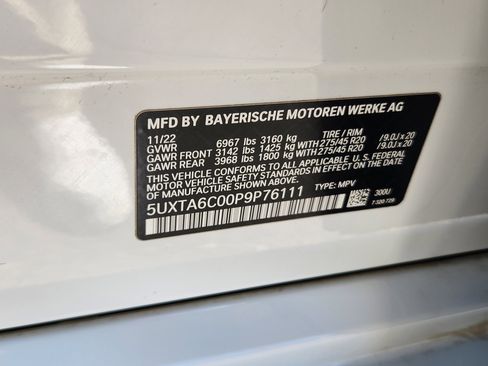 MFD BY BAYERISCHE MOTOREN WERKE AG
11/22 6967 lbs 3160 kg TIRE / RIM
GVWR
GAWR FRONT 3142 lbs 1425 kg WITH 275/45 R20 / 9.0J x 20
GAWR REAR 3968 lbs 1800 kg WITH 275/45 R20 / 9.0J x 20
THIS VEHICLE CONFORMS TO ALL APPLICABLE U.S. FEDERAL
SAFETY STANDARDS IN EFFECT ON THE DATE
OF MANUFACTURE SHOWN ABOVE.
5UXTA6C00P9P76111 TYPE: MPV
300U
7 320 729